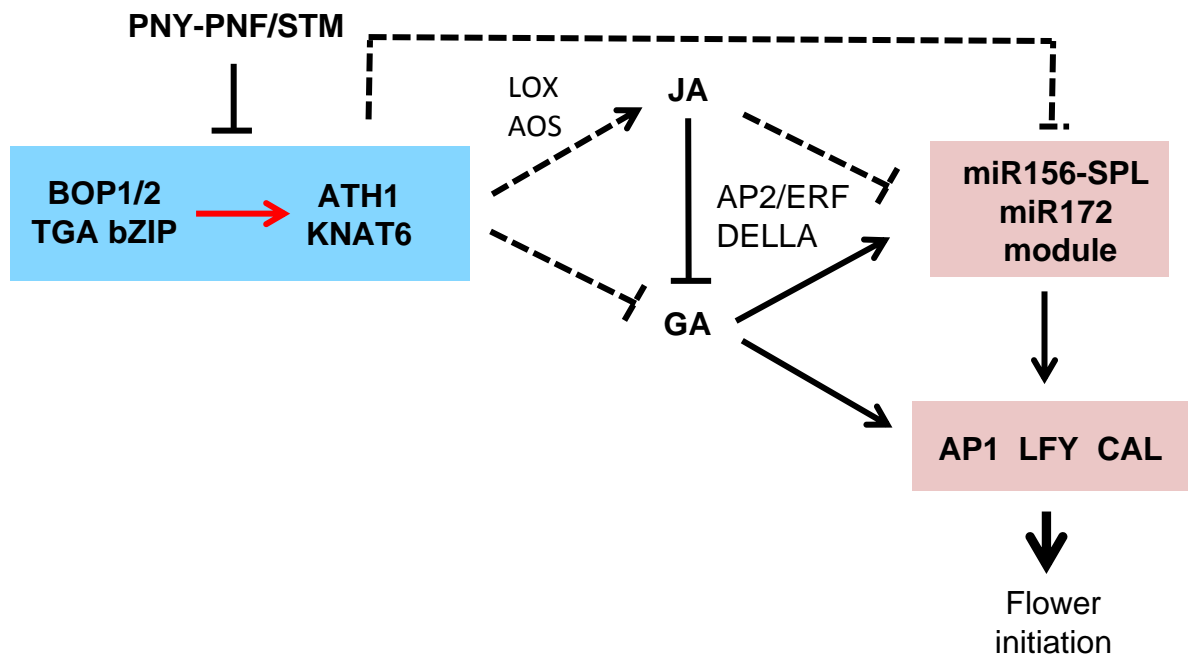 PNY-PNF/STM
LOX
AOS
JA
BOP1/2
TGA bZIP
ATH1
KNAT6
AP2/ERF
DELLA
miR156-SPL
miR172
module
GA
AP1 LFY CAL
Flower
initiation